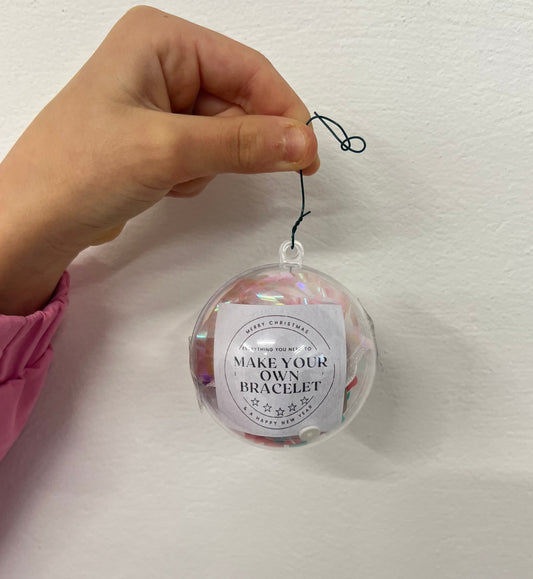 MERRY CHRISTMAS
EVERYTHING YOU NEED TO
MAKE YOUR
OWN
BRACELET
& A HAPPY NEW YEAR